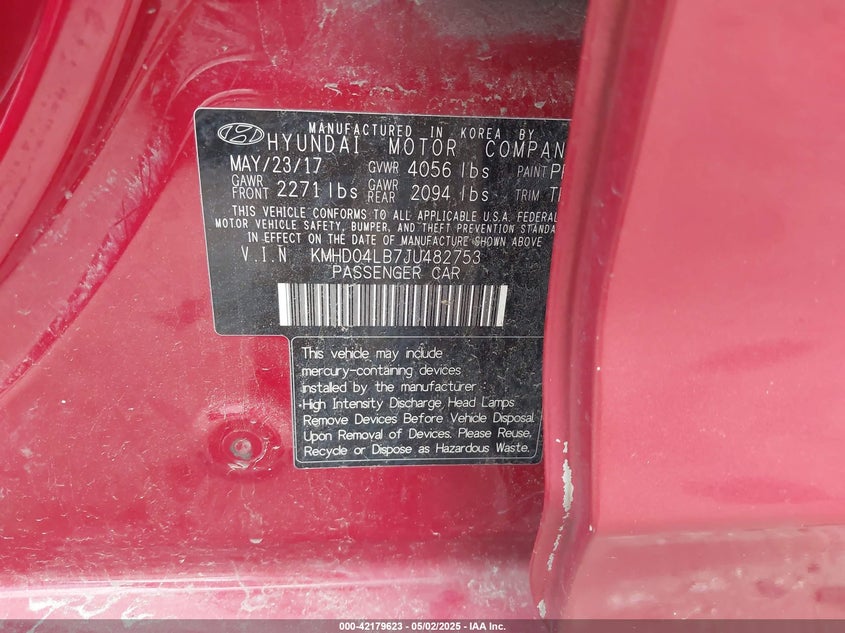 MANUFACTURED IN KOREA BY
HYUNDAI MOTOR COMPAN
MAY/23/17 GVWR 4056 lbs PAINT
GAWR FRONT 2271 lbs GAWR REAR 2094 lbs TRIM
THIS VEHICLE CONFORMS TO ALL APPLICABLE U.S.A. FEDERAL
MOTOR VEHICLE SAFETY, BUMPER, AND THEFT PREVENTION STANDA
IN EFFECT ON THE DATE OF MANUFACTURE SHOWN ABOVE
V.I.N KMHD04LB7JU482753
PASSENGER CAR
This vehicle may include
mercury-containing devices
installed by the manufacturer :
•High Intensity Discharge Head Lamps
Remove Devices Before Vehicle Disposal
Upon Removal of Devices. Please Reuse,
Recycle or Dispose as Hazardous Waste.
000-42179623 - 05/02/2025 - IAA Inc.